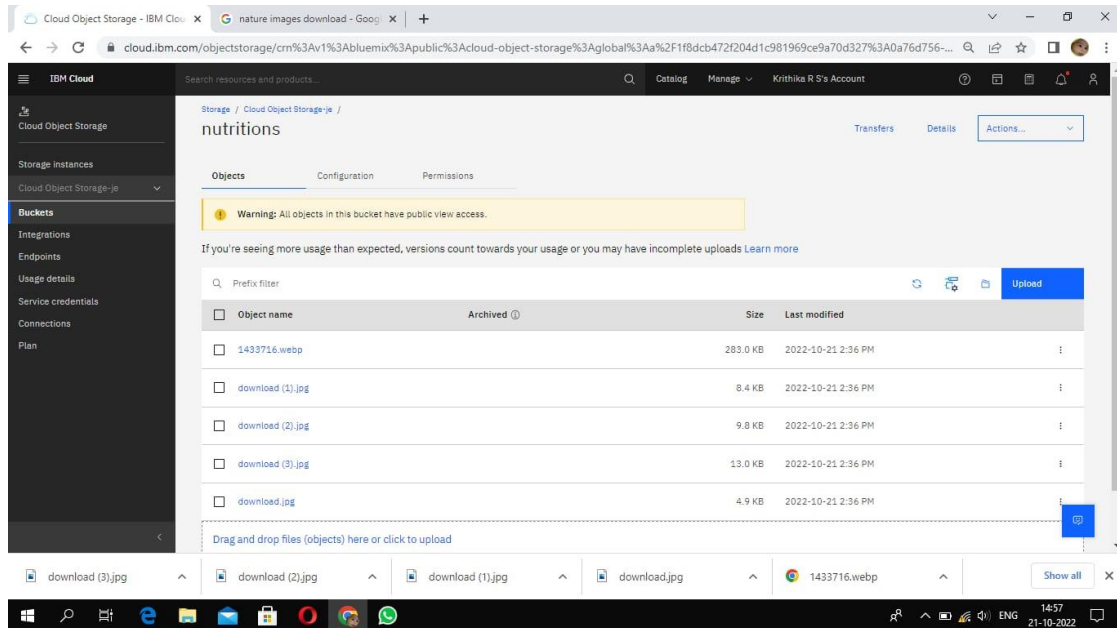 Cloud Object Storage - IBM Clou
nature images download - Goog
cloud.ibm.com/objectstorage/crn%3Av1%3Abluemix%3Apublic%3Acloud-object-storage%3Aglobal%3Aa%2F1f8dcb472f204d1c981969ce9a70d327%3A0a76d756-...
IBM Cloud
Search resources and products...
Catalog
Manage
Krithika R S's Account
Cloud Object Storage
Storage instances
Cloud Object Storage-je
Buckets
Integrations
Endpoints
Usage details
Service credentials
Connections
Plan
Storage / Cloud Object Storage-je /
nutritions
Transfers
Details
Actions...
Objects
Configuration
Permissions
Warning: All objects in this bucket have public view access.
If you're seeing more usage than expected, versions count towards your usage or you may have incomplete uploads Learn more
Prefix filter
Upload
Object name Archived Size Last modified
1433716.webp 283.0 KB 2022-10-21 2:36 PM
download (1).jpg 8.4 KB 2022-10-21 2:36 PM
download (2).jpg 9.8 KB 2022-10-21 2:36 PM
download (3).jpg 13.0 KB 2022-10-21 2:36 PM
download.jpg 4.9 KB 2022-10-21 2:36 PM
Drag and drop files (objects) here or click to upload
download (3).jpg
download (2).jpg
download (1).jpg
download.jpg
1433716.webp
Show all
ENG
14:57
21-10-2022